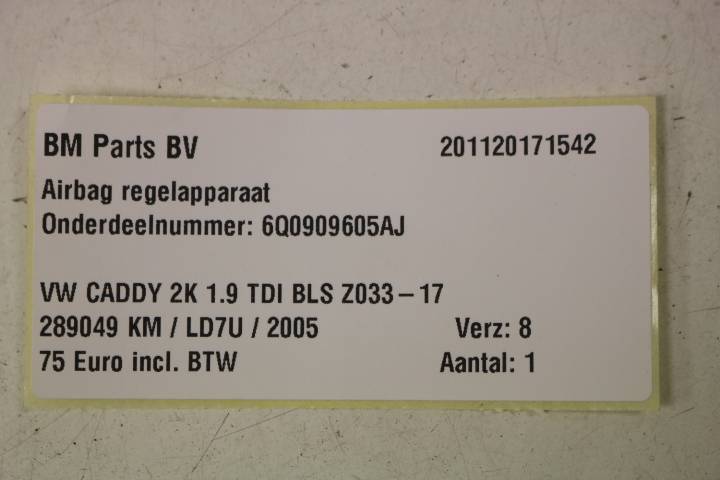 BM Parts BV 201120171542
Airbag regelapparaat
Onderdeelnummer: 6Q0909605AJ
VW CADDY 2K 1.9 TDI BLS Z033-17
289049 KM / LD7U / 2005 Verz: 8
75 Euro incl. BTW Aantal: 1